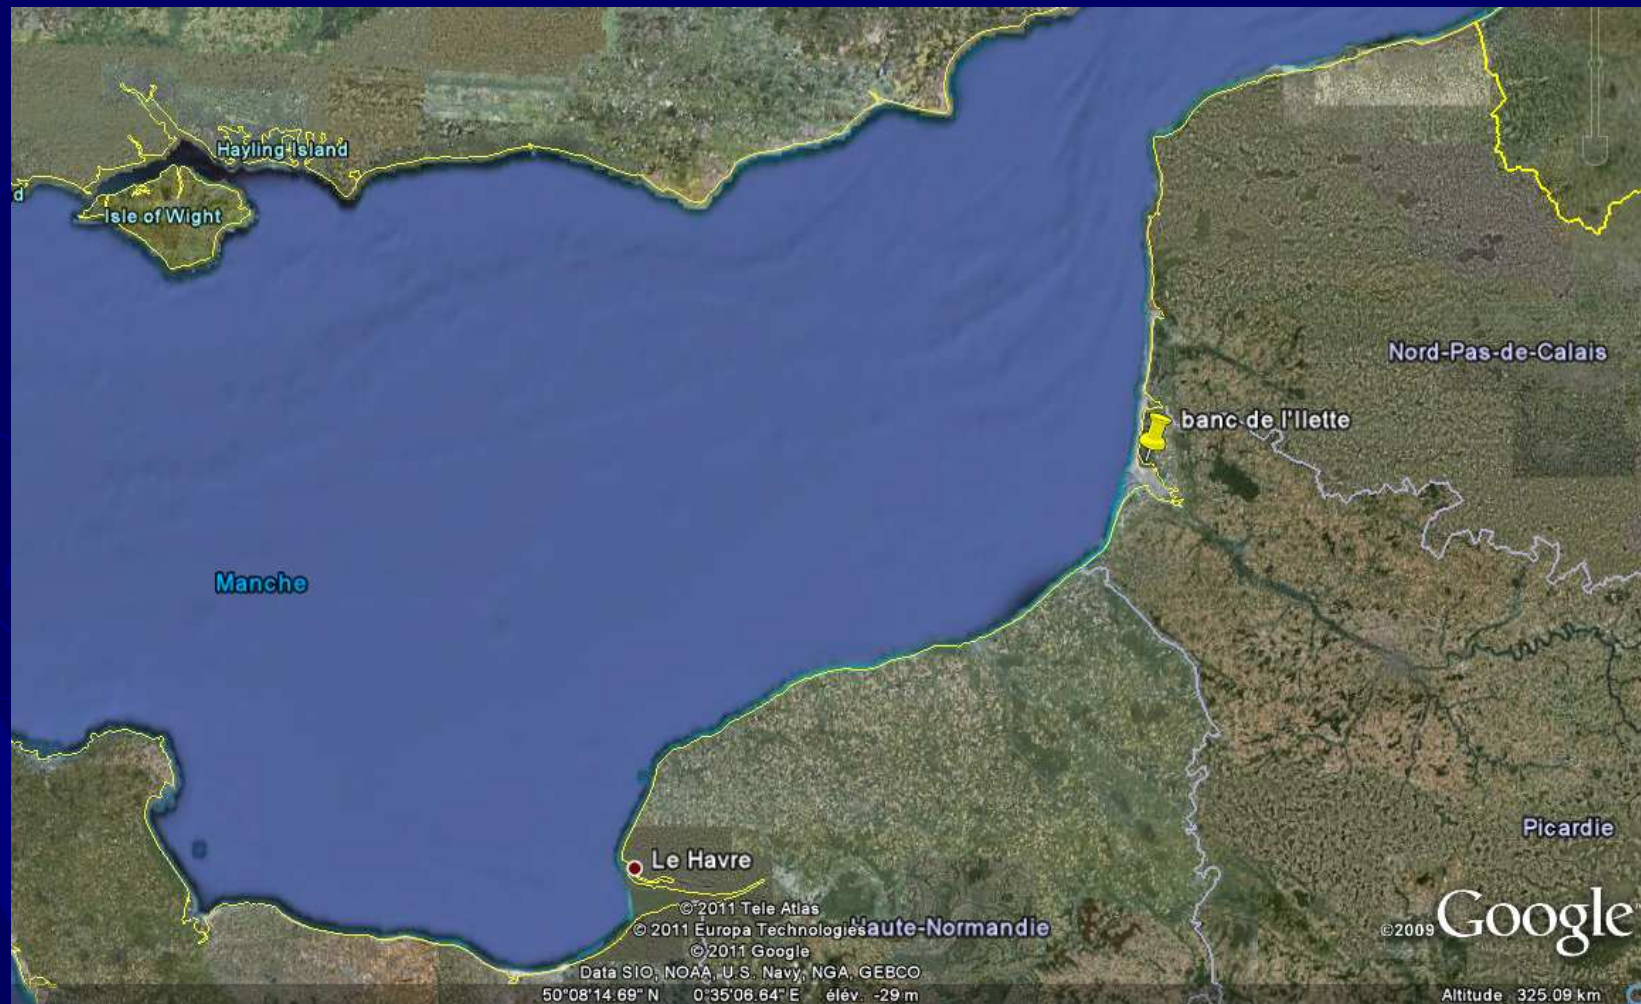 Hayling Island
d
Isle of Wight
Nord-Pas-de-Calais
banc de l'Ilette
Manche
Picardie
Le Havre
© 2011 Tele Atlas
© 2011 Europa Technologies
aute-Normandie
© 2011 Google
Data SIO, NOAA, U.S. Navy, NGA, GEBCO
©2009 Google
50°08'14.69" N 0°35'06.64" E élév. -29 m
Altitude 325.09 km